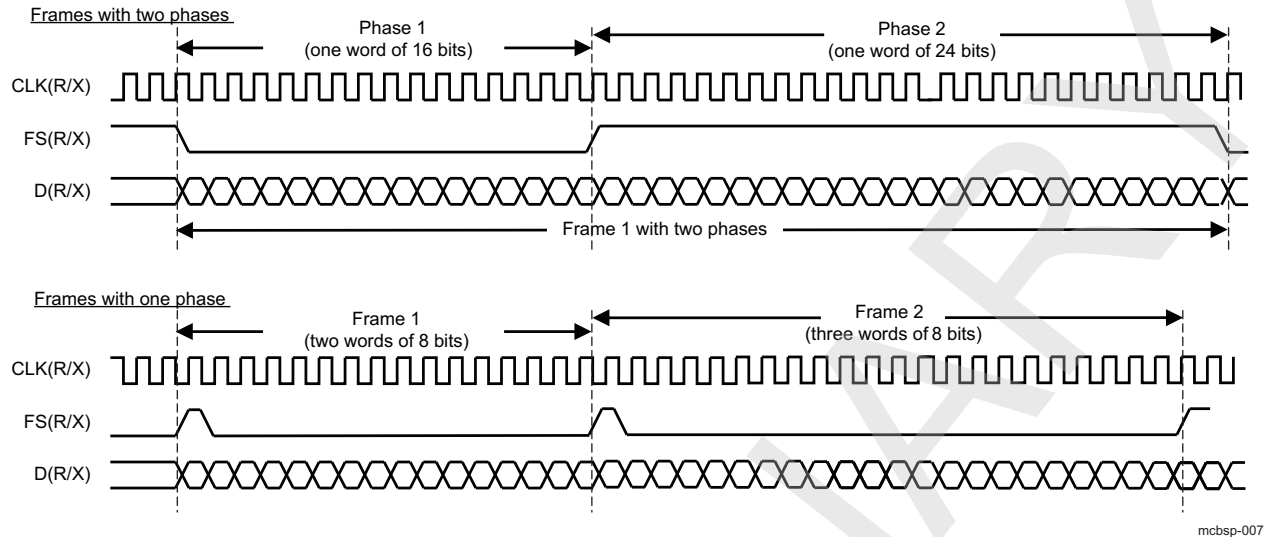 Frames with two phases
Phase 1
(one word of 16 bits)
Phase 2
(one word of 24 bits)
CLK(R/X)
FS(R/X)
D(R/X)
Frame 1 with two phases
Frames with one phase
Frame 1
(two words of 8 bits)
Frame 2
(three words of 8 bits)
CLK(R/X)
FS(R/X)
D(R/X)
mcbsp-007